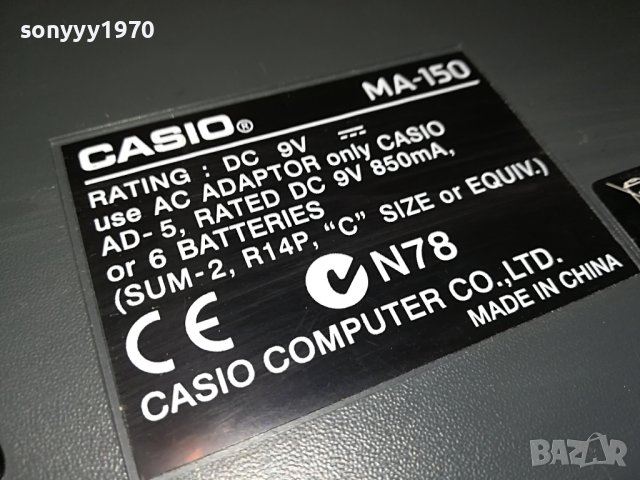 sonyyy1970
CASIO® MA-150
RATING : DC 9V
use AC ADAPTOR only CASIO
AD-5, RATED DC 9V 850mA,
or 6 BATTERIES
(SUM-2, R14P, "C" SIZE or EQUIV.)
CE N78
CASIO COMPUTER CO.,LTD.
MADE IN CHINA
BAZAR